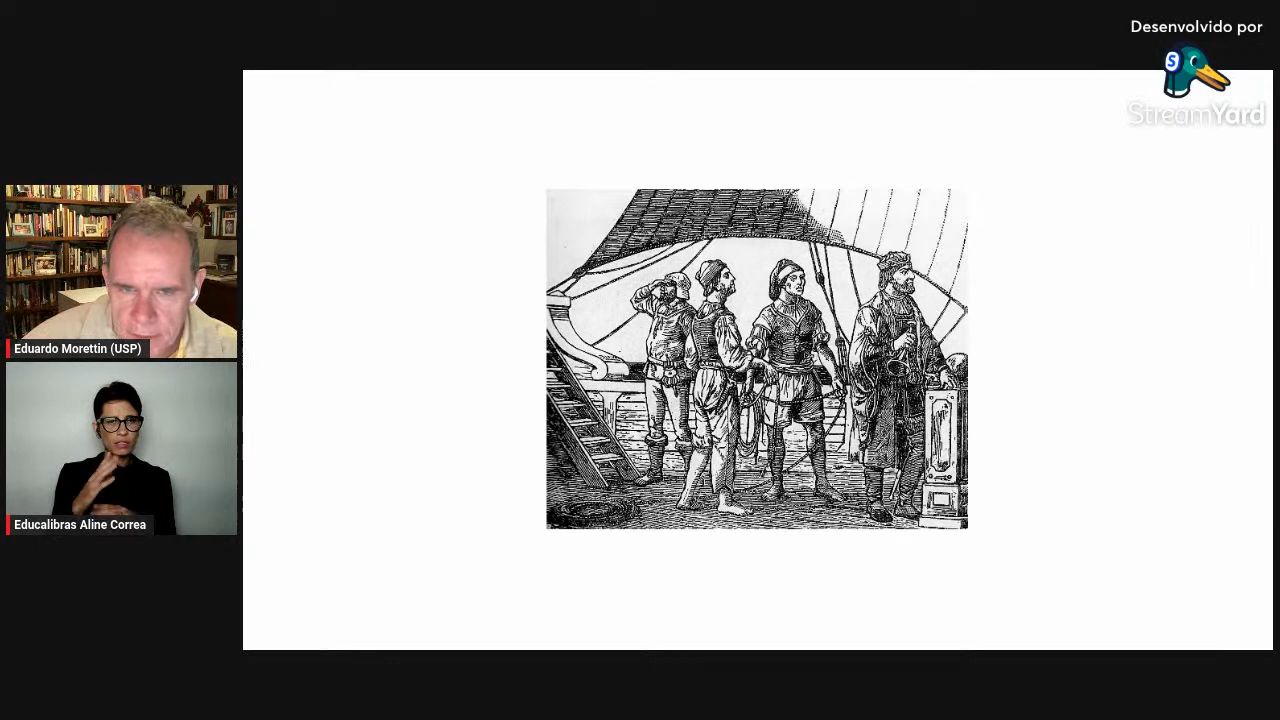 Desenvolvido por
StreamYard
Eduardo Morettin (USP)
Educalibras Aline Correa